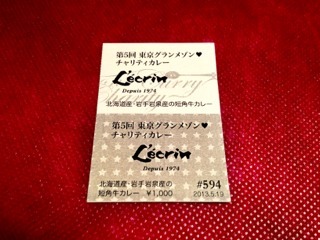 第5回 東京グランメゾン♥
チャリティカレー
L'écrin
Depuis 1974
北海道産・岩手岩泉産の短角牛カレー
第5回 東京グランメゾン♥
チャリティカレー
L'écrin
Depuis 1974
北海道産・岩手岩泉産の
短角牛カレー ¥1,000
#594
2013.5.19